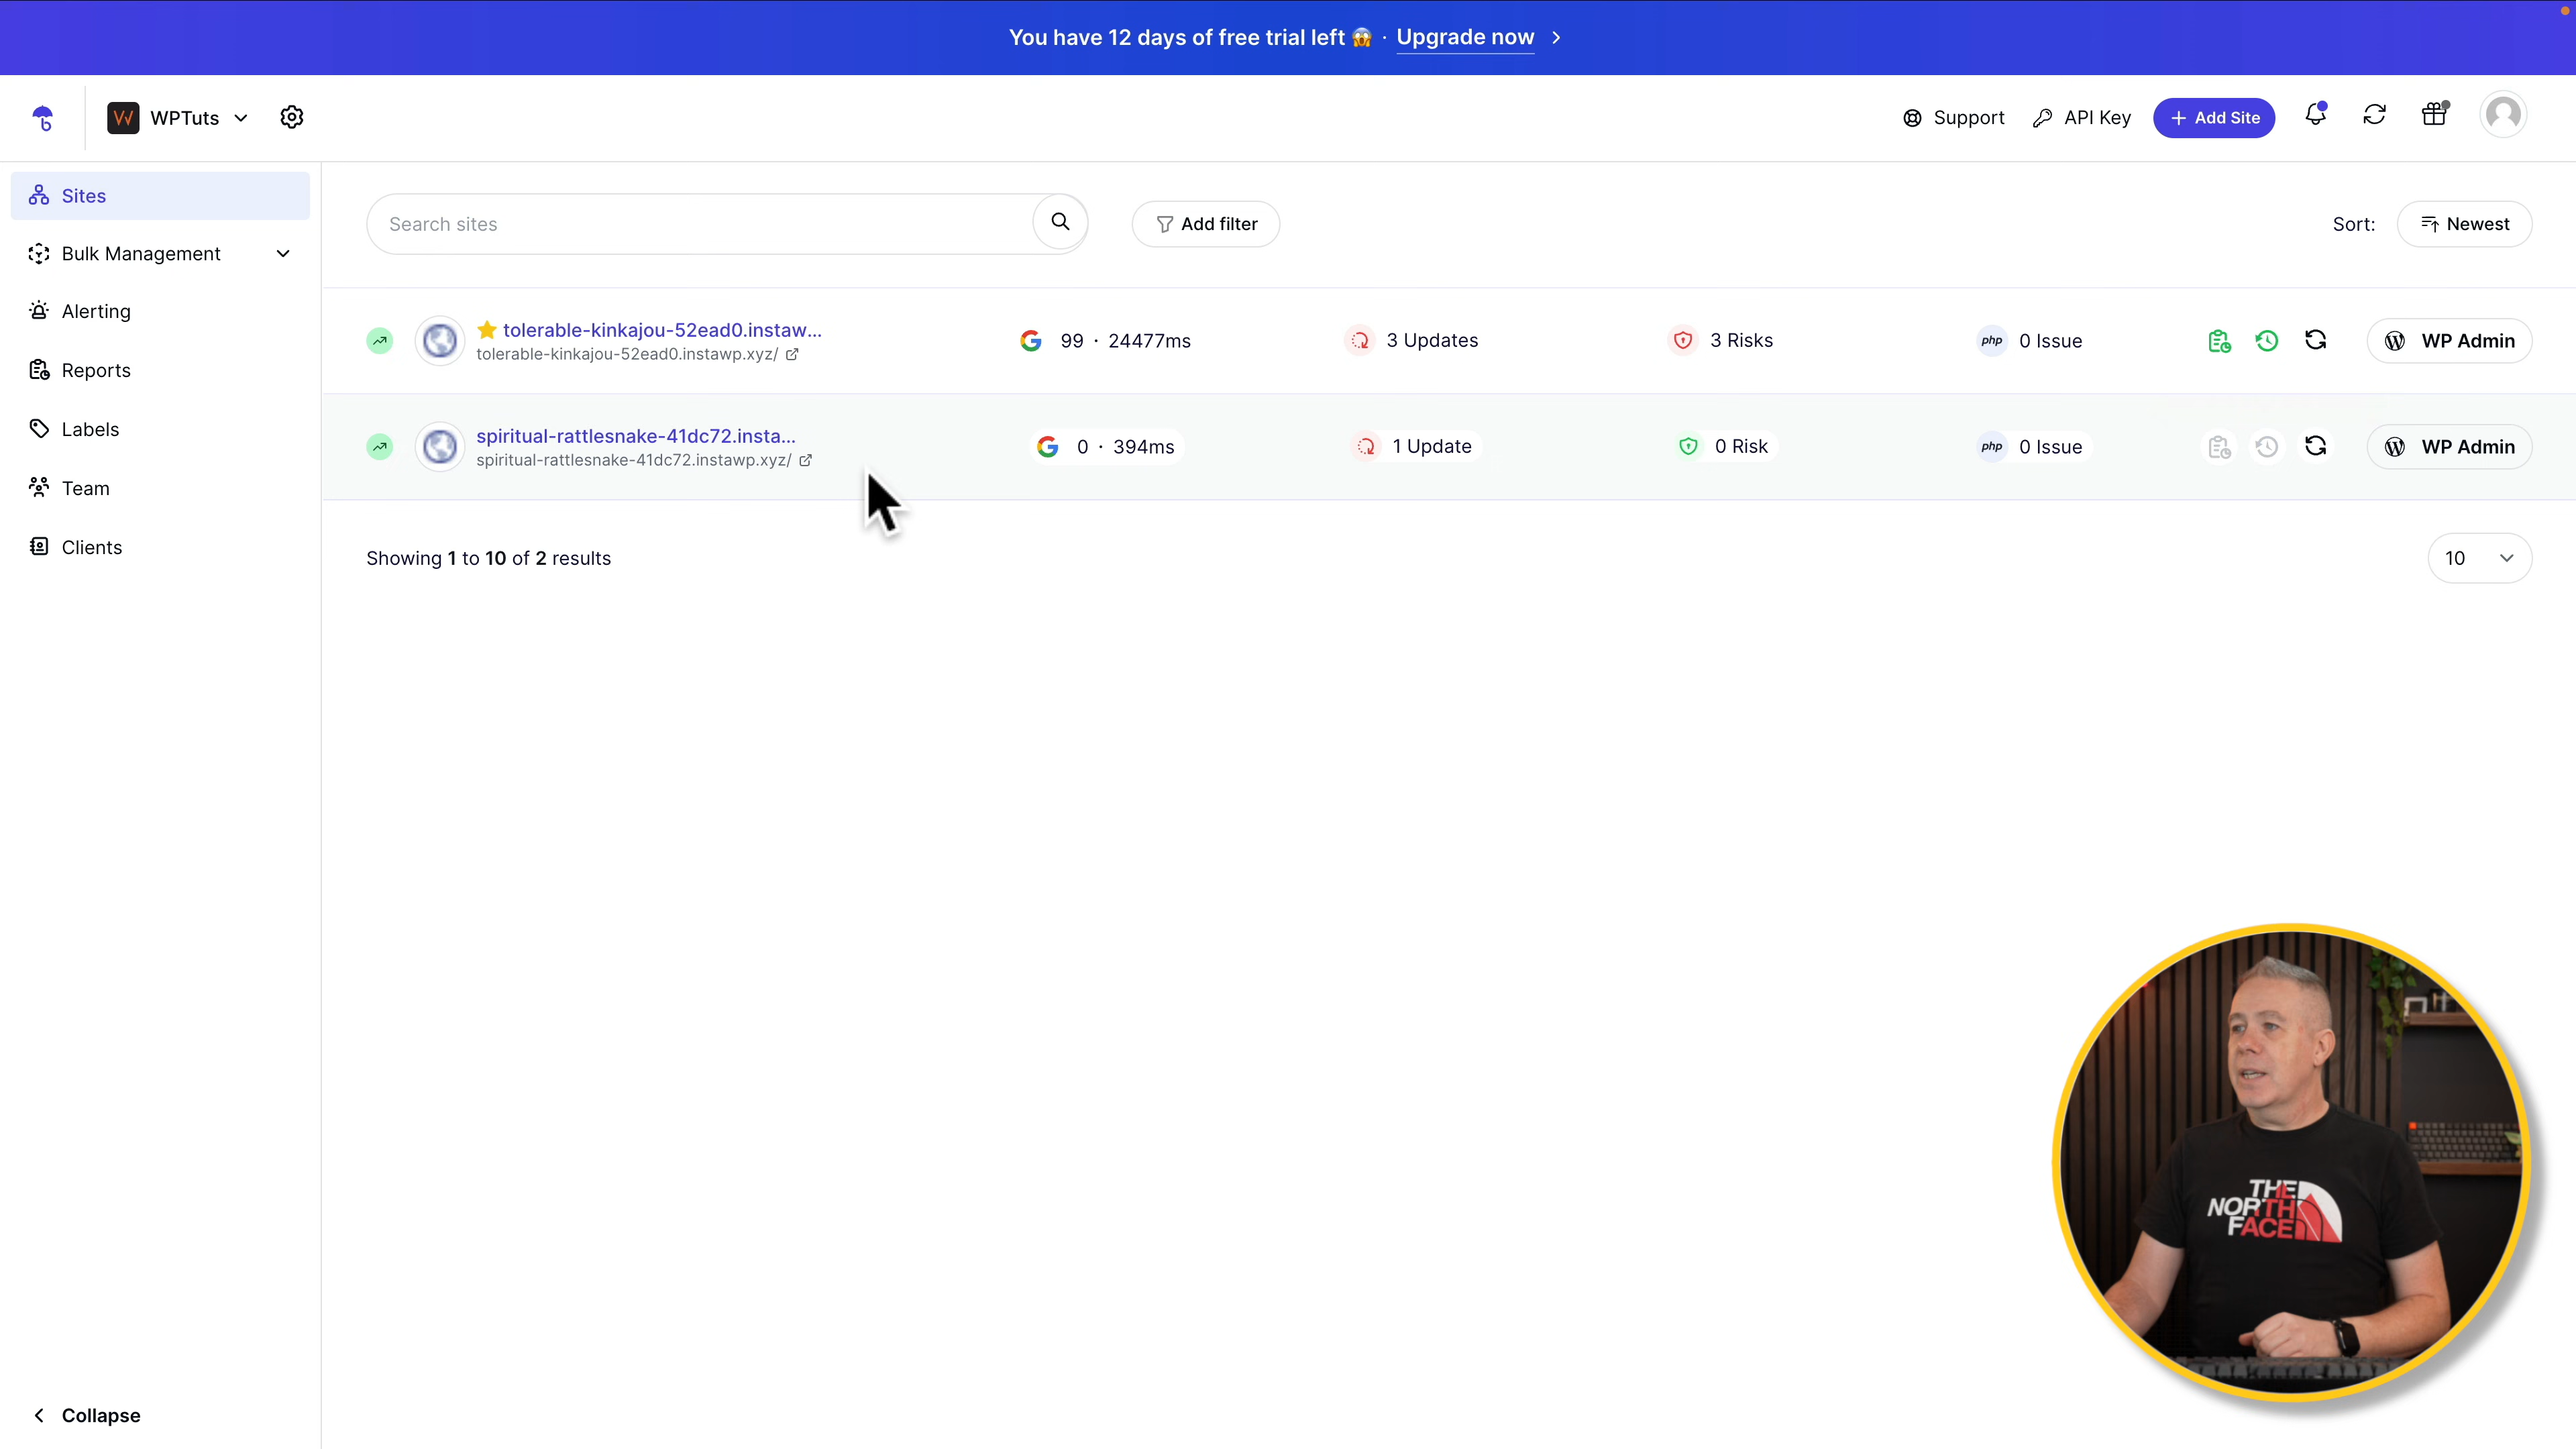 You have 12 days of free trial left 😱 · Upgrade now
WPTuts
Support
API Key
+ Add Site
Sites
Bulk Management
Alerting
Reports
Labels
Team
Clients
Collapse
Search sites
Add filter
Sort:
Newest
tolerable-kinkajou-52ead0.instaw...
tolerable-kinkajou-52ead0.instawp.xyz/
99 · 24477ms
3 Updates
3 Risks
php 0 Issue
WP Admin
spiritual-rattlesnake-41dc72.insta...
spiritual-rattlesnake-41dc72.instawp.xyz/
0 · 394ms
1 Update
0 Risk
php 0 Issue
WP Admin
Showing 1 to 10 of 2 results
10
THE
NORTH
FACE